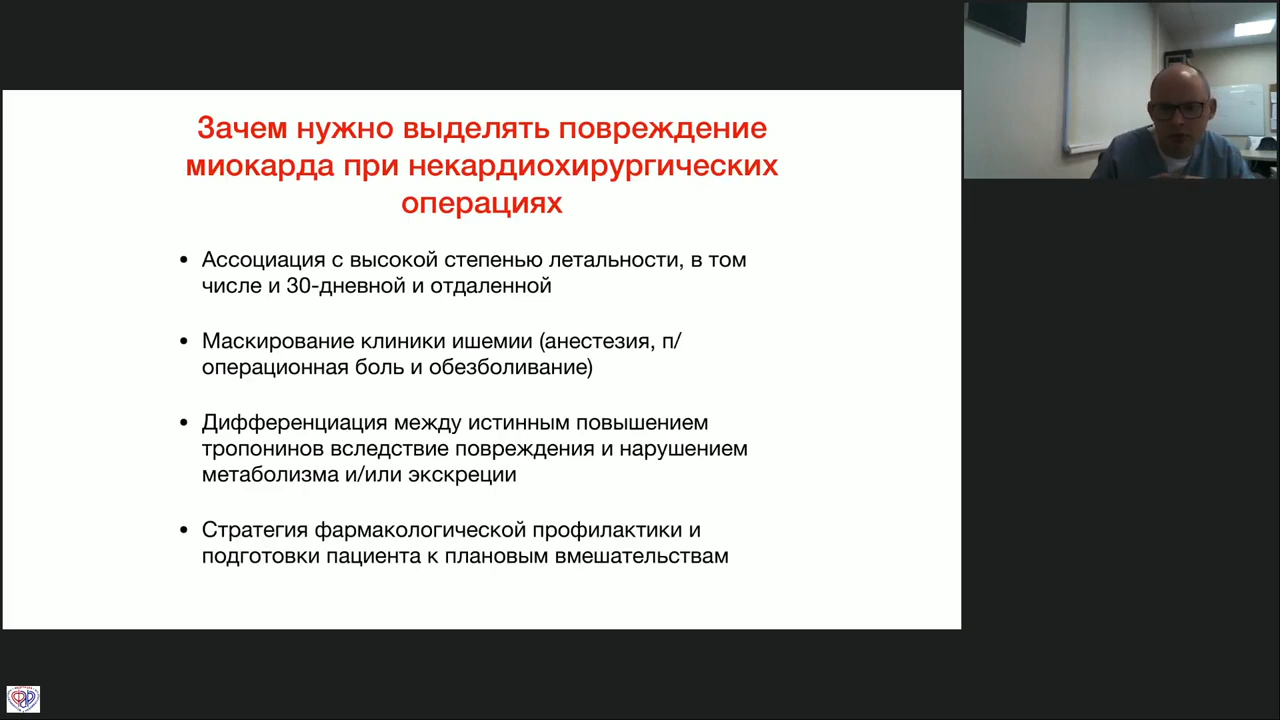 Зачем нужно выделять повреждение
миокарда при некардиохирургических
операциях
• Ассоциация с высокой степенью летальности, в том
числе и 30-дневной и отдаленной
• Маскирование клиники ишемии (анестезия, п/
операционная боль и обезболивание)
• Дифференциация между истинным повышением
тропонинов вследствие повреждения и нарушением
метаболизма и/или экскреции
• Стратегия фармакологической профилактики и
подготовки пациента к плановым вмешательствам